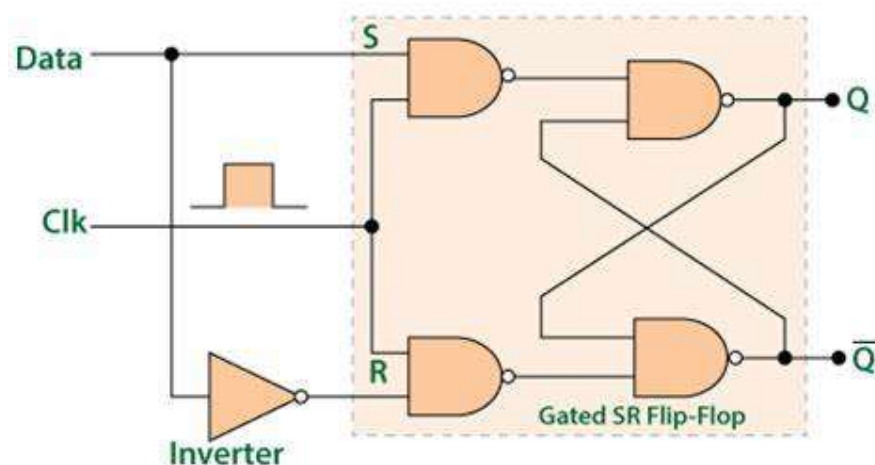 Data
S
Q
Clk
R
Q̅
Gated SR Flip-Flop
Inverter